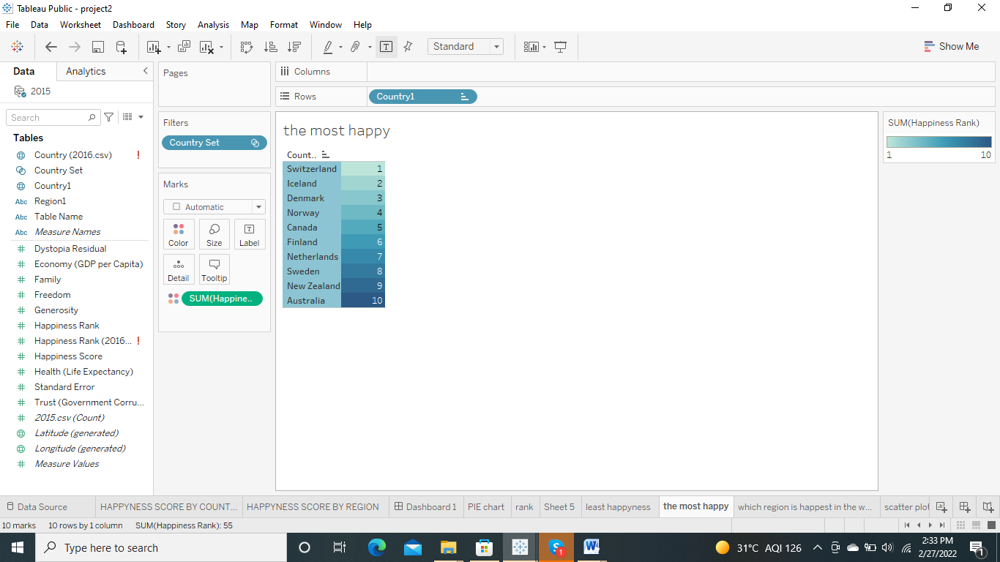 Tableau Public - project2
File Data Worksheet Dashboard Story Analysis Map Format Window Help
Standard
Show Me
Data Analytics
2015
Search
Tables
Country (2016.csv) !
Country Set
Country1
Abc Region1
Abc Table Name
Abc Measure Names
Dystopia Residual
Economy (GDP per Capita)
Family
Freedom
Generosity
Happiness Rank
Happiness Rank (2016... !
Happiness Score
Health (Life Expectancy)
Standard Error
Trust (Government Corru...
2015.csv (Count)
Latitude (generated)
Longitude (generated)
Measure Values
Pages
Filters
Country Set
Marks
Automatic
Color Size Label
Detail Tooltip
SUM(Happine..
Columns
Rows Country1
the most happy
Count..
Switzerland 1
Iceland 2
Denmark 3
Norway 4
Canada 5
Finland 6
Netherlands 7
Sweden 8
New Zealand 9
Australia 10
SUM(Happiness Rank)
1 10
Data Source HAPPYNESS SCORE BY COUNT... HAPPYNESS SCORE BY REGION Dashboard 1 PIE chart rank Sheet 5 least happyness the most happy which region is happest in the w... scatter plot
10 marks 10 rows by 1 column SUM(Happiness Rank): 55
Type here to search
31°C AQI 126
2:33 PM
2/27/2022
1
1